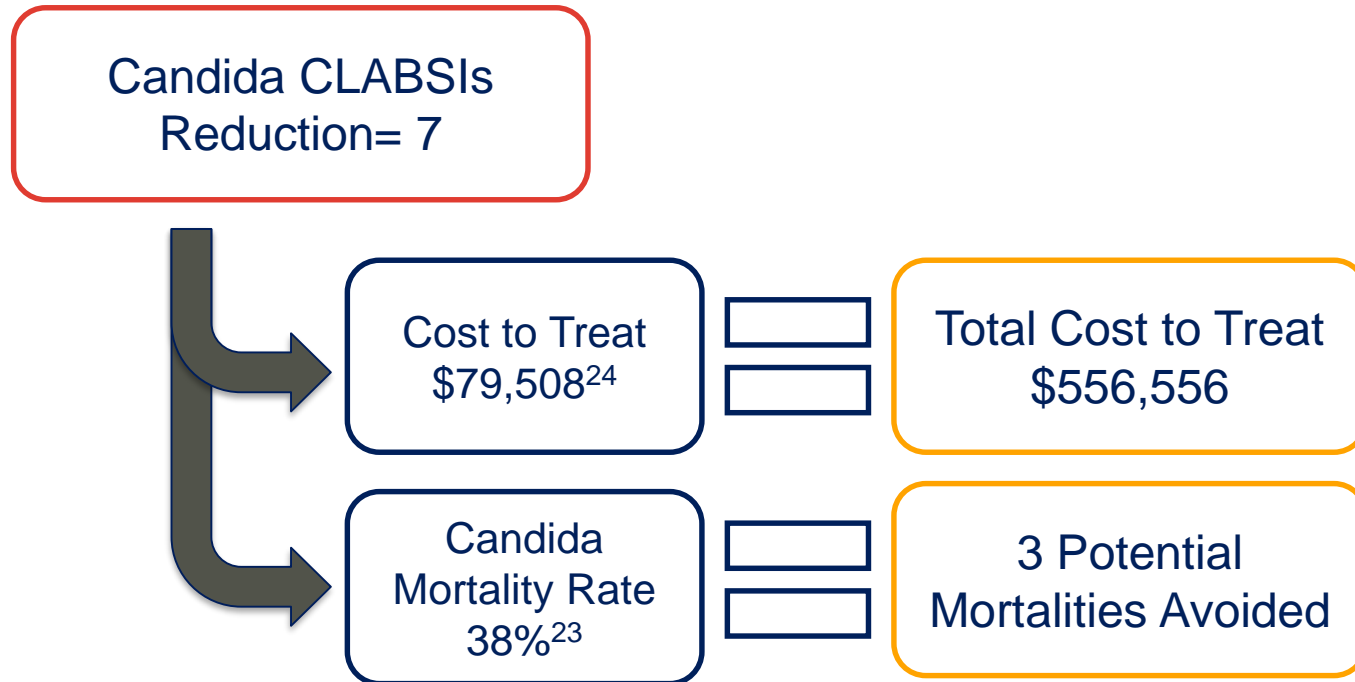 Candida CLABSIs
Reduction= 7
Cost to Treat
$79,508²⁴
Total Cost to Treat
$556,556
Candida
Mortality Rate
38%²³
3 Potential
Mortalities Avoided